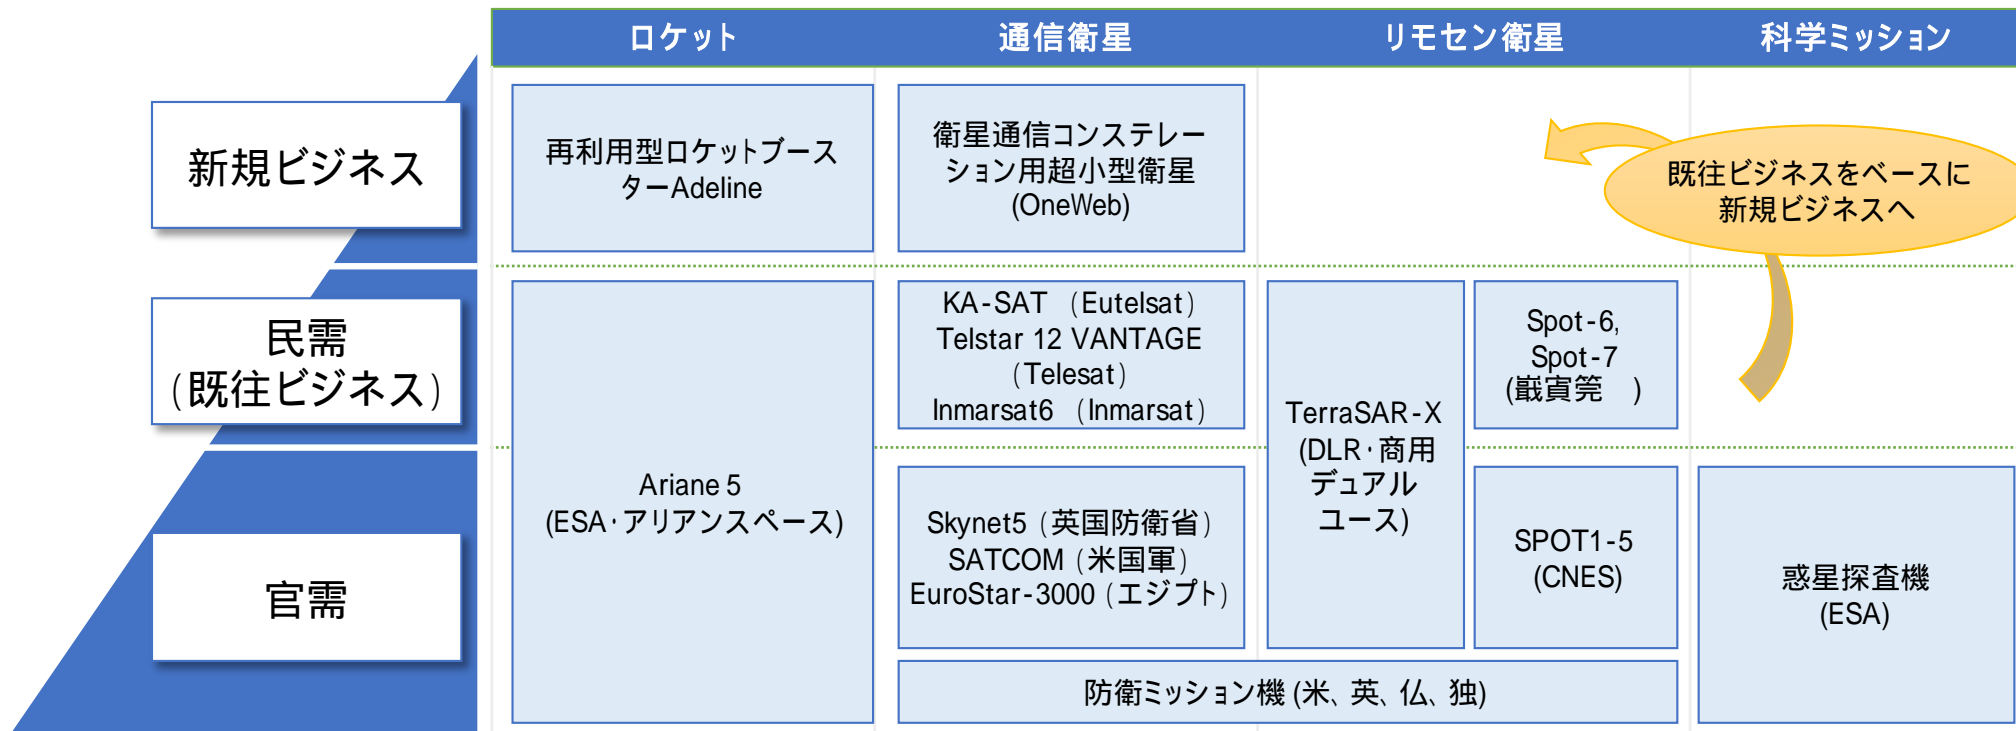 ロケット
通信衛星
リモセン衛星
科学ミッション
新規ビジネス
再利用型ロケットブース
ターAdeline
衛星通信コンステレー
ション用超小型衛星
(OneWeb)
既往ビジネスをベースに
新規ビジネスへ
民需
(既往ビジネス)
KA-SAT (Eutelsat)
Telstar 12 VANTAGE
(Telesat)
Inmarsat6 (Inmarsat)
Spot-6,
Spot-7
TerraSAR-X
(DLR・商用
デュアル
ユース)
Ariane 5
(ESA・アリアンスペース)
官需
Skynet5 (英国防衛省)
SATCOM (米国軍)
EuroStar-3000 (エジプト)
SPOT1-5
(CNES)
惑星探査機
(ESA)
防衛ミッション機 (米、英、仏、独)